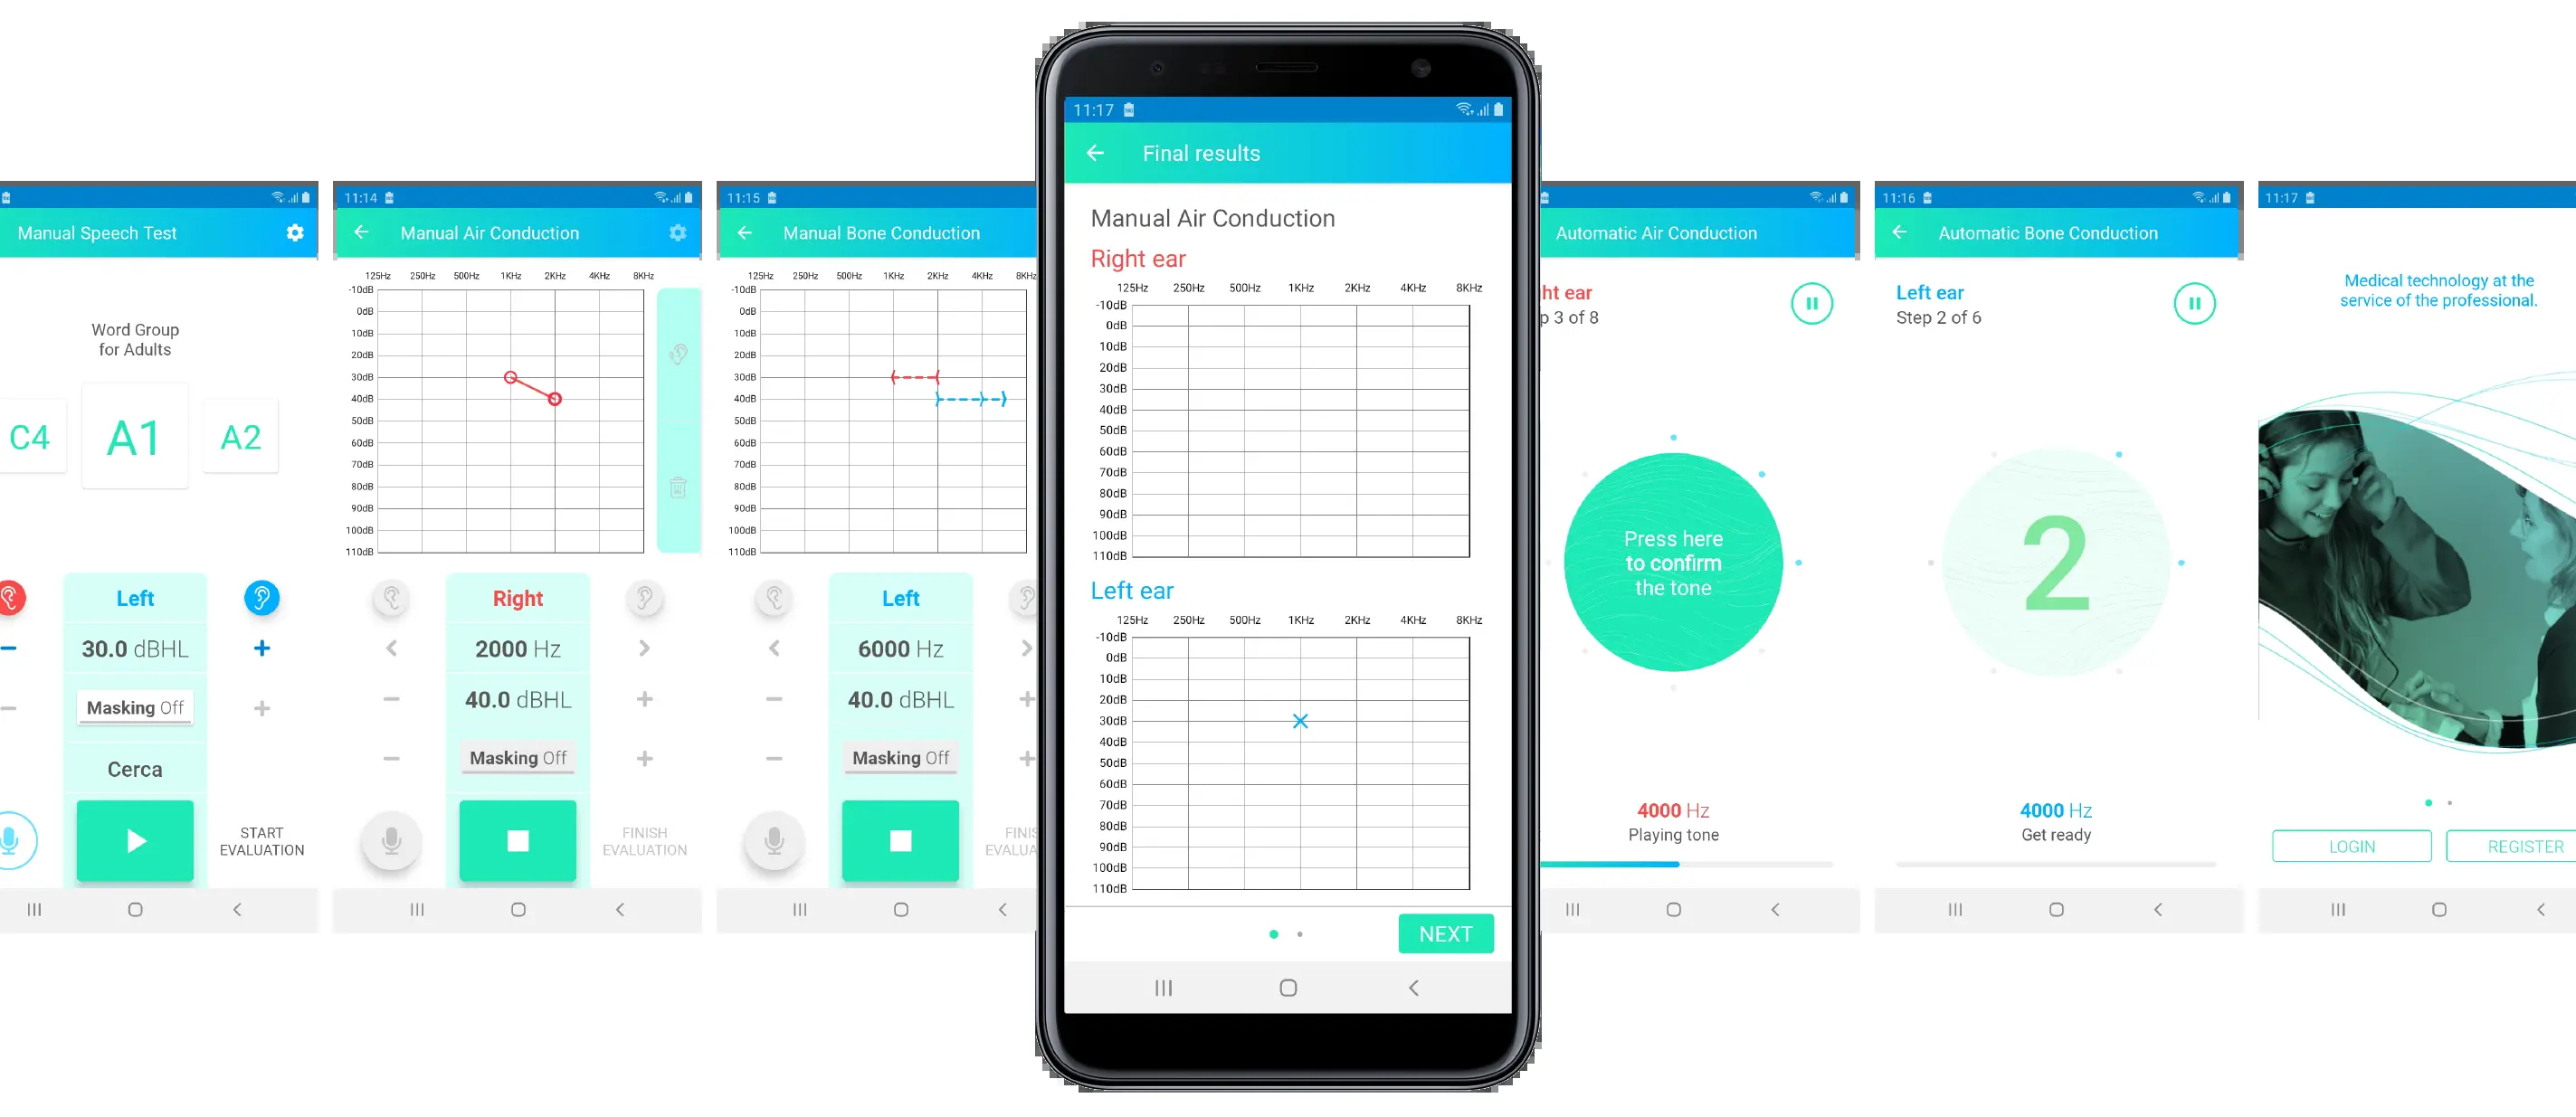 Manual Speech Test
Word Group
for Adults
C4
A1
A2
Left
30.0 dBHL
Masking Off
Cerca
START
EVALUATION
11:14
Manual Air Conduction
125Hz 250Hz 500Hz 1KHz 2KHz 4KHz 8KHz
-10dB
0dB
10dB
20dB
30dB
40dB
50dB
60dB
70dB
80dB
90dB
100dB
110dB
Right
2000 Hz
40.0 dBHL
Masking Off
FINISH
EVALUATION
11:15
Manual Bone Conduction
125Hz 250Hz 500Hz 1KHz 2KHz 4KHz 8KHz
-10dB
0dB
10dB
20dB
30dB
40dB
50dB
60dB
70dB
80dB
90dB
100dB
110dB
Left
6000 Hz
40.0 dBHL
Masking Off
FINIS
EVALUA
11:17
Final results
Manual Air Conduction
Right ear
125Hz 250Hz 500Hz 1KHz 2KHz 4KHz 8KHz
-10dB
0dB
10dB
20dB
30dB
40dB
50dB
60dB
70dB
80dB
90dB
100dB
110dB
Left ear
125Hz 250Hz 500Hz 1KHz 2KHz 4KHz 8KHz
-10dB
0dB
10dB
20dB
30dB
40dB
50dB
60dB
70dB
80dB
90dB
100dB
110dB
NEXT
Automatic Air Conduction
ht ear
p 3 of 8
Press here
to confirm
the tone
4000 Hz
Playing tone
11:16
Automatic Bone Conduction
Left ear
Step 2 of 6
2
4000 Hz
Get ready
11:17
Medical technology at the
service of the professional.
LOGIN
REGISTER